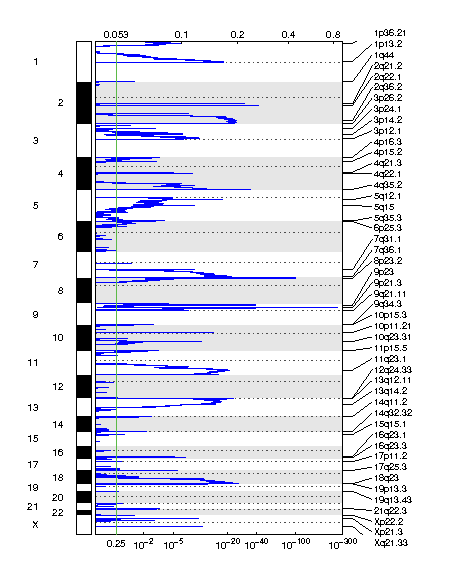 0.053 0.1 0.2 0.4 0.8
1p36.21
1p13.2
1q44
2q21.2
2q22.1
2q36.2
3p26.2
3p24.1
3p14.2
3p12.1
4p16.3
4p15.2
4q21.3
4q22.1
4q35.2
5q12.1
5q15
5q35.3
6p25.3
7q31.1
7q36.1
8p23.2
9p23
9p21.3
9q21.11
9q34.3
10p15.3
10p11.21
10q23.31
11p15.5
11q23.1
12q24.33
13q12.11
13q14.2
14q11.2
14q32.32
15q15.1
16q23.1
16q23.3
17p11.2
17q25.3
18q23
19p13.3
19q13.43
21q22.3
Xp22.2
Xp21.3
Xq21.33
1
2
3
4
5
6
7
8
9
10
11
12
13
14
15
16
17
18
19
20
21
22
X
0.25 10⁻² 10⁻⁵ 10⁻²⁰ 10⁻⁴⁰ 10⁻¹⁰⁰ 10⁻³⁰⁰